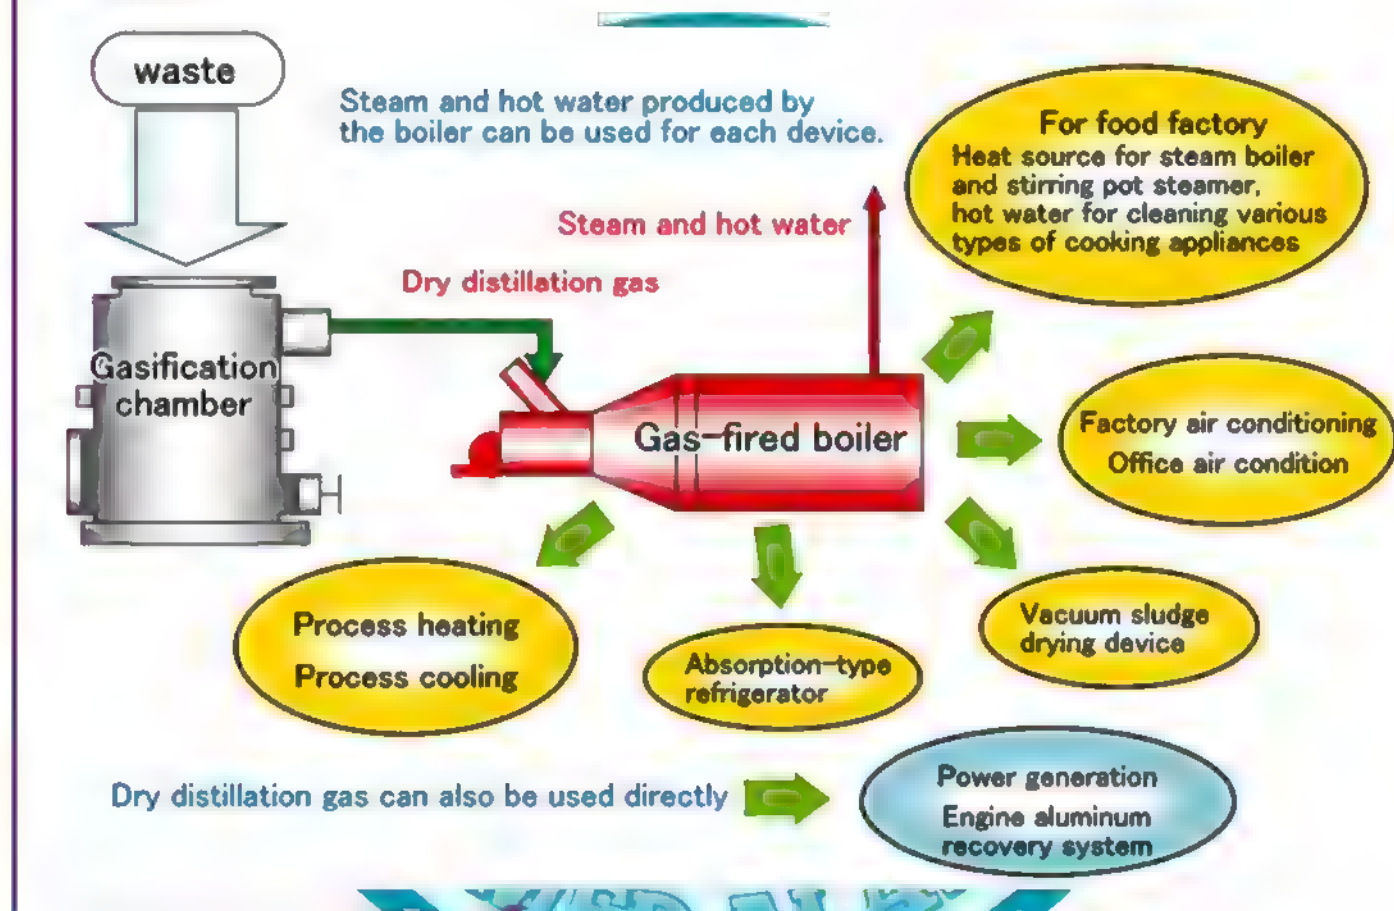 waste
Steam and hot water produced by
the boiler can be used for each device.
For food factory
Heat source for steam boiler
and stirring pot steamer,
hot water for cleaning various
types of cooking appliances
Steam and hot water
Dry distillation gas
Gasification
chamber
Gas-fired boiler
Factory air conditioning
Office air condition
Process heating
Process cooling
Absorption-type
refrigerator
Vacuum sludge
drying device
Dry distillation gas can also be used directly
Power generation
Engine aluminum
recovery system